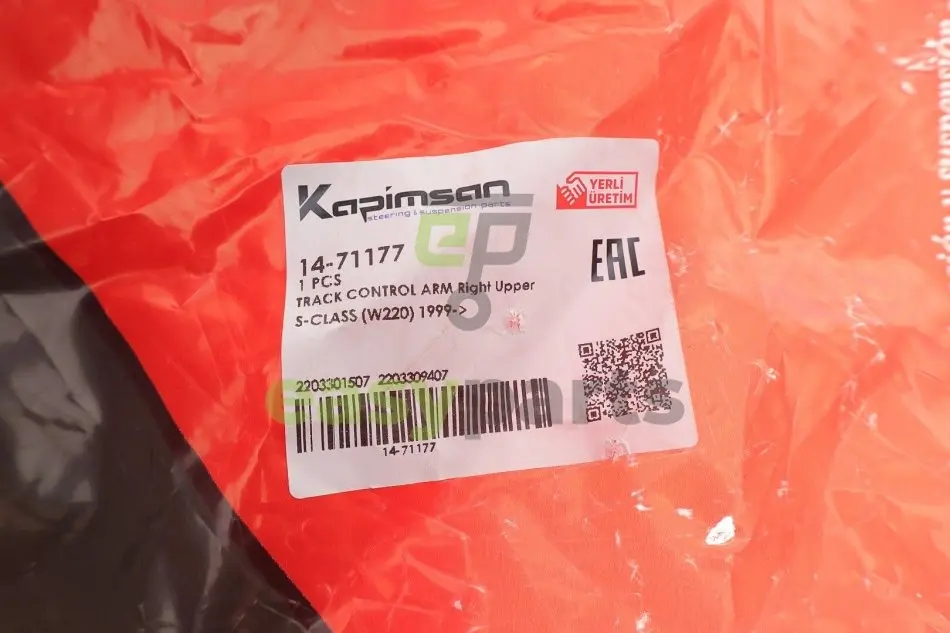 Kapimsan
steering & suspension parts
YERLİ
ÜRETİM
14-71177
1 PCS
TRACK CONTROL ARM Right Upper
S-CLASS (W220) 1999->
EAC
2203301507 2203309407
14-71177
ep
easyparts